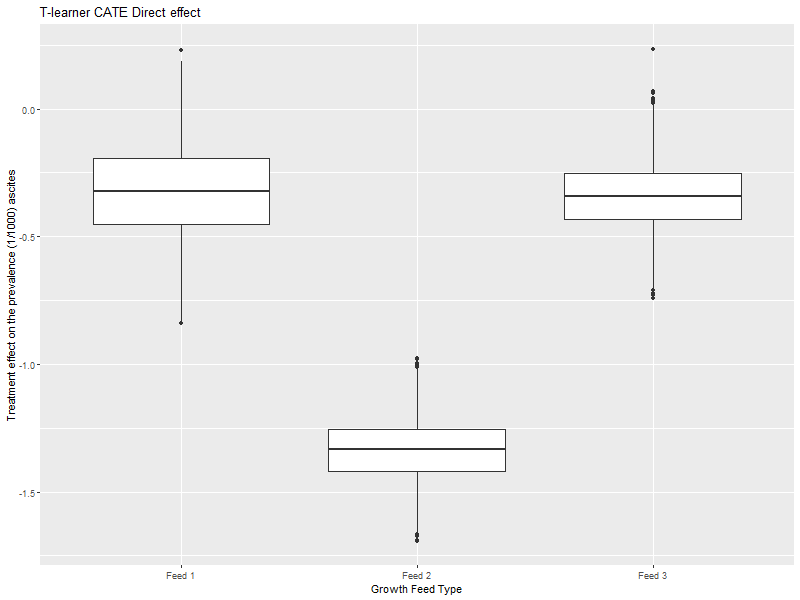 T-learner CATE Direct effect
Treatment effect on the prevalence (1/1000) ascites
0.0
-0.5
-1.0
-1.5
Feed 1
Feed 2
Feed 3
Growth Feed Type